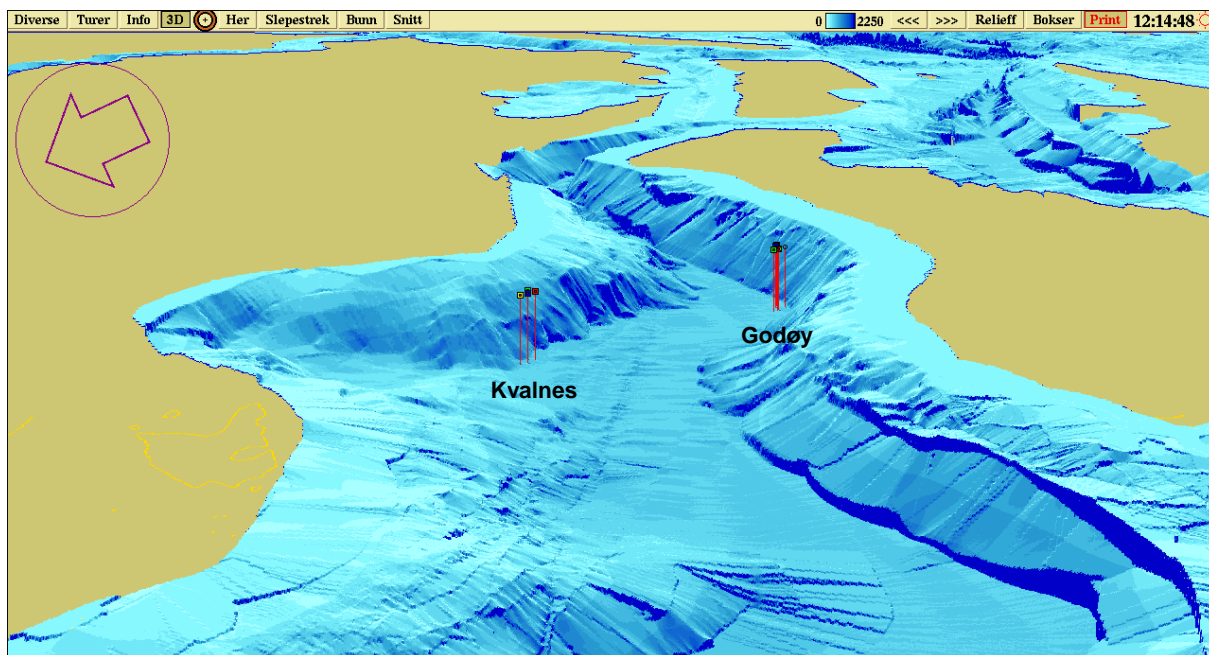 Diverse Turer Info 3D Her Slepestrek Bunn Snitt 0 2250 <<< >>> Relieff Bokser Print 12:14:48
Godøy
Kvalnes